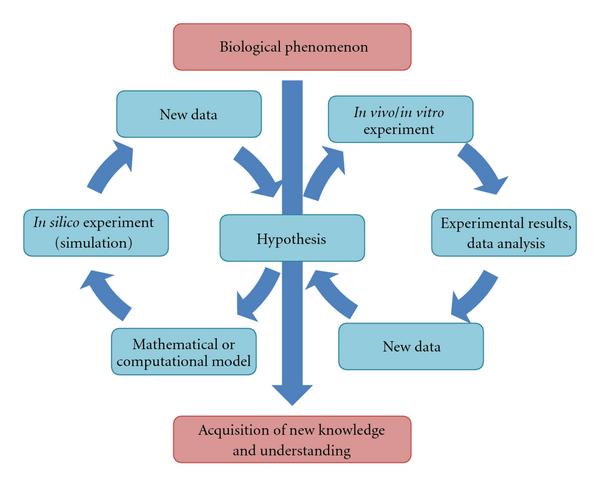 Biological phenomenon
New data
In vivo/in vitro
experiment
In silico experiment
(simulation)
Hypothesis
Experimental results,
data analysis
Mathematical or
computational model
New data
Acquisition of new knowledge
and understanding